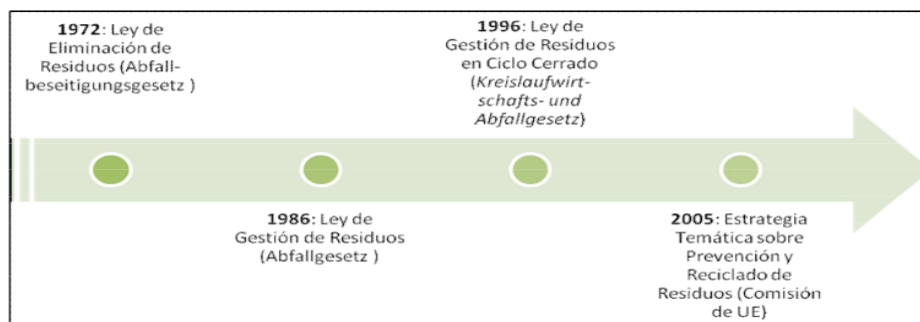 1972: Ley de
Eliminación de
Residuos (Abfall-
beseitigungsgesetz )
1986: Ley de
Gestión de Residuos
(Abfallgesetz )
1996: Ley de
Gestión de Residuos
en Ciclo Cerrado
(Kreislaufwirt-
schafts- und
Abfallgesetz)
2005: Estrategia
Temática sobre
Prevención y
Reciclado de
Residuos (Comisión
de UE)